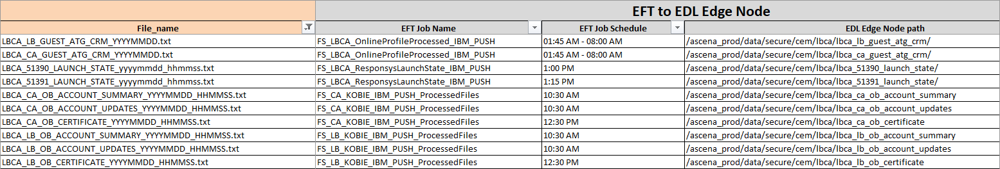 EFT to EDL Edge Node
File_name EFT Job Name EFT Job Schedule EDL Edge Node path
LBCA_LB_GUEST_ATG_CRM_YYYYMMDD.txt FS_LBCA_OnlineProfileProcessed_IBM_PUSH 01:45 AM - 08:00 AM /ascena_prod/data/secure/cem/lbca/lbca_lb_guest_atg_crm/
LBCA_CA_GUEST_ATG_CRM_YYYYMMDD.txt FS_LBCA_OnlineProfileProcessed_IBM_PUSH 01:45 AM - 08:00 AM /ascena_prod/data/secure/cem/lbca/lbca_ca_guest_atg_crm/
LBCA_51390_LAUNCH_STATE_yyyymmdd_hhmmss.txt FS_LBCA_ResponsysLaunchState_IBM_PUSH 1:00 PM /ascena_prod/data/secure/cem/lbca/lbca_51390_launch_state/
LBCA_51391_LAUNCH_STATE_yyyymmdd_hhmmss.txt FS_LBCA_ResponsysLaunchState_IBM_PUSH 1:15 PM /ascena_prod/data/secure/cem/lbca/lbca_51391_launch_state/
LBCA_CA_OB_ACCOUNT_SUMMARY_YYYYMMDD_HHMMSS.txt FS_CA_KOBIE_IBM_PUSH_ProcessedFiles 10:30 AM /ascena_prod/data/secure/cem/lbca/lbca_ca_ob_account_summary
LBCA_CA_OB_ACCOUNT_UPDATES_YYYYMMDD_HHMMSS.txt FS_CA_KOBIE_IBM_PUSH_ProcessedFiles 10:30 AM /ascena_prod/data/secure/cem/lbca/lbca_ca_ob_account_updates
LBCA_CA_OB_CERTIFICATE_YYYYMMDD_HHMMSS.txt FS_CA_KOBIE_IBM_PUSH_ProcessedFiles 12:30 PM /ascena_prod/data/secure/cem/lbca/lbca_ca_ob_certificate
LBCA_LB_OB_ACCOUNT_SUMMARY_YYYYMMDD_HHMMSS.txt FS_LB_KOBIE_IBM_PUSH_ProcessedFiles 10:30 AM /ascena_prod/data/secure/cem/lbca/lbca_lb_ob_account_summary
LBCA_LB_OB_ACCOUNT_UPDATES_YYYYMMDD_HHMMSS.txt FS_LB_KOBIE_IBM_PUSH_ProcessedFiles 10:30 AM /ascena_prod/data/secure/cem/lbca/lbca_lb_ob_account_updates
LBCA_LB_OB_CERTIFICATE_YYYYMMDD_HHMMSS.txt FS_LB_KOBIE_IBM_PUSH_ProcessedFiles 12:30 PM /ascena_prod/data/secure/cem/lbca/lbca_lb_ob_certificate